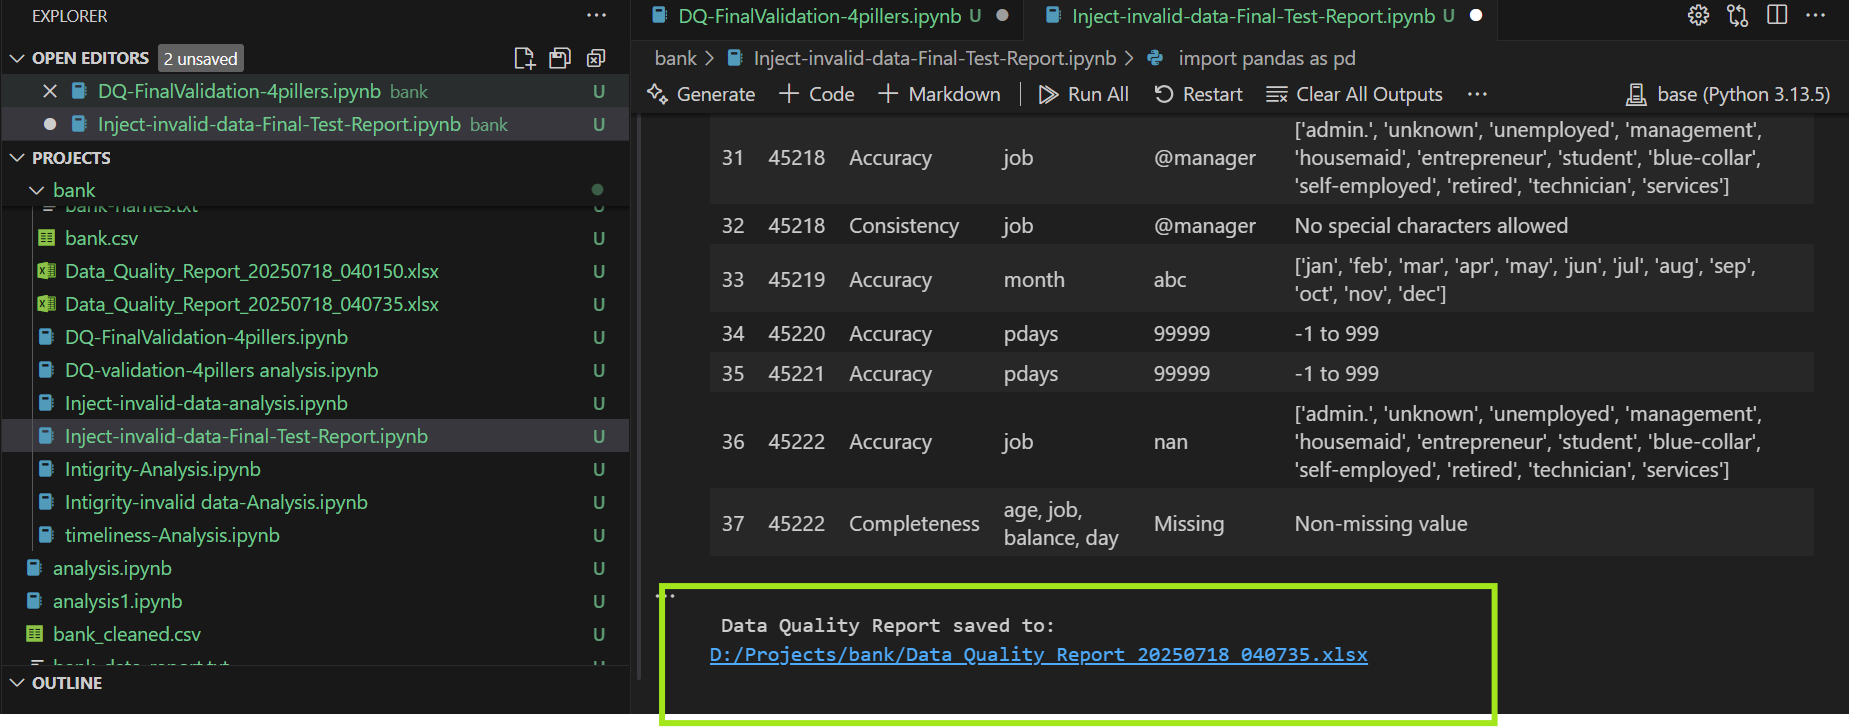 EXPLORER
OPEN EDITORS 2 unsaved
DQ-FinalValidation-4pillers.ipynb bank U
Inject-invalid-data-Final-Test-Report.ipynb bank U
PROJECTS
bank
bank-names.txt U
bank.csv U
Data_Quality_Report_20250718_040150.xlsx U
Data_Quality_Report_20250718_040735.xlsx U
DQ-FinalValidation-4pillers.ipynb U
DQ-validation-4pillers analysis.ipynb U
Inject-invalid-data-analysis.ipynb U
Inject-invalid-data-Final-Test-Report.ipynb U
Intigrity-Analysis.ipynb U
Intigrity-invalid data-Analysis.ipynb U
timeliness-Analysis.ipynb U
analysis.ipynb U
analysis1.ipynb U
bank_cleaned.csv U
bank_data_report.txt U
OUTLINE
DQ-FinalValidation-4pillers.ipynb U
Inject-invalid-data-Final-Test-Report.ipynb U
bank > Inject-invalid-data-Final-Test-Report.ipynb > import pandas as pd
Generate + Code + Markdown Run All Restart Clear All Outputs ... base (Python 3.13.5)
['admin.', 'unknown', 'unemployed', 'management',
31 45218 Accuracy job @manager 'housemaid', 'entrepreneur', 'student', 'blue-collar',
'self-employed', 'retired', 'technician', 'services']
32 45218 Consistency job @manager No special characters allowed
33 45219 Accuracy month abc ['jan', 'feb', 'mar', 'apr', 'may', 'jun', 'jul', 'aug', 'sep',
'oct', 'nov', 'dec']
34 45220 Accuracy pdays 99999 -1 to 999
35 45221 Accuracy pdays 99999 -1 to 999
['admin.', 'unknown', 'unemployed', 'management',
36 45222 Accuracy job nan 'housemaid', 'entrepreneur', 'student', 'blue-collar',
'self-employed', 'retired', 'technician', 'services']
37 45222 Completeness age, job, Missing Non-missing value
balance, day
...
Data Quality Report saved to:
D:/Projects/bank/Data_Quality_Report_20250718_040735.xlsx